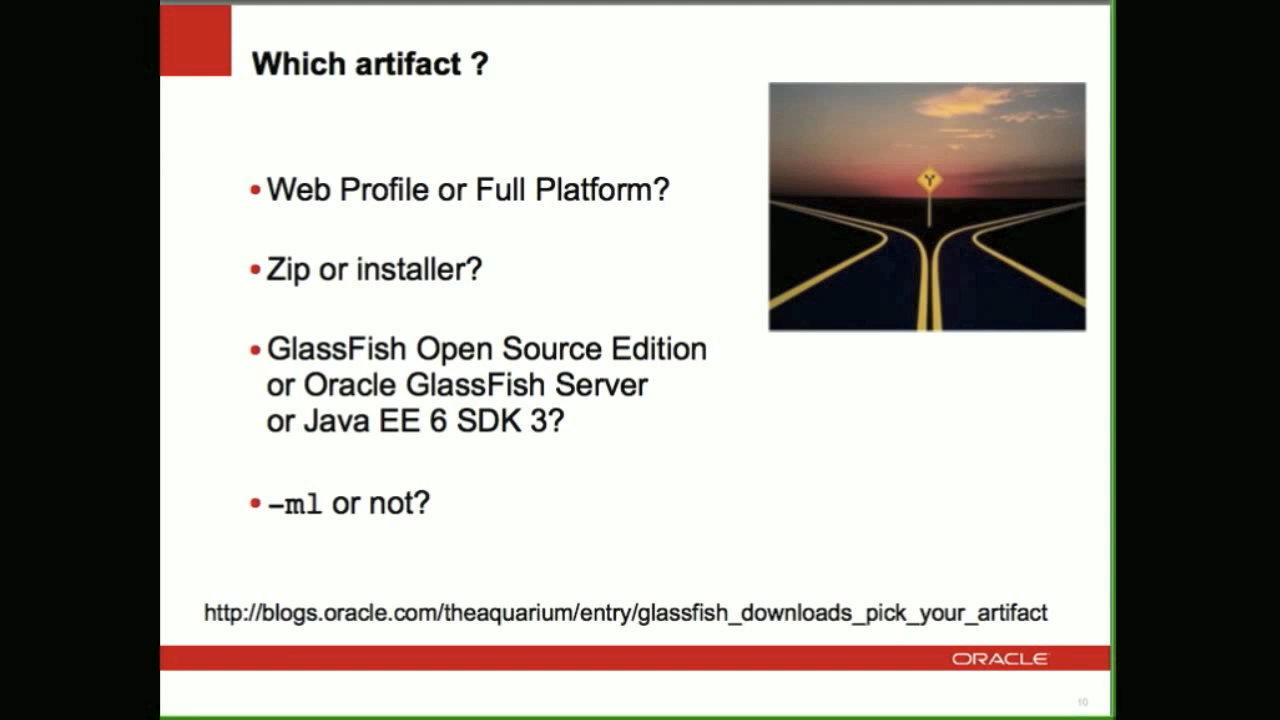 Which artifact ?
•Web Profile or Full Platform?
•Zip or installer?
•GlassFish Open Source Edition
or Oracle GlassFish Server
or Java EE 6 SDK 3?
•-ml or not?
http://blogs.oracle.com/theaquarium/entry/glassfish_downloads_pick_your_artifact
ORACLE
10